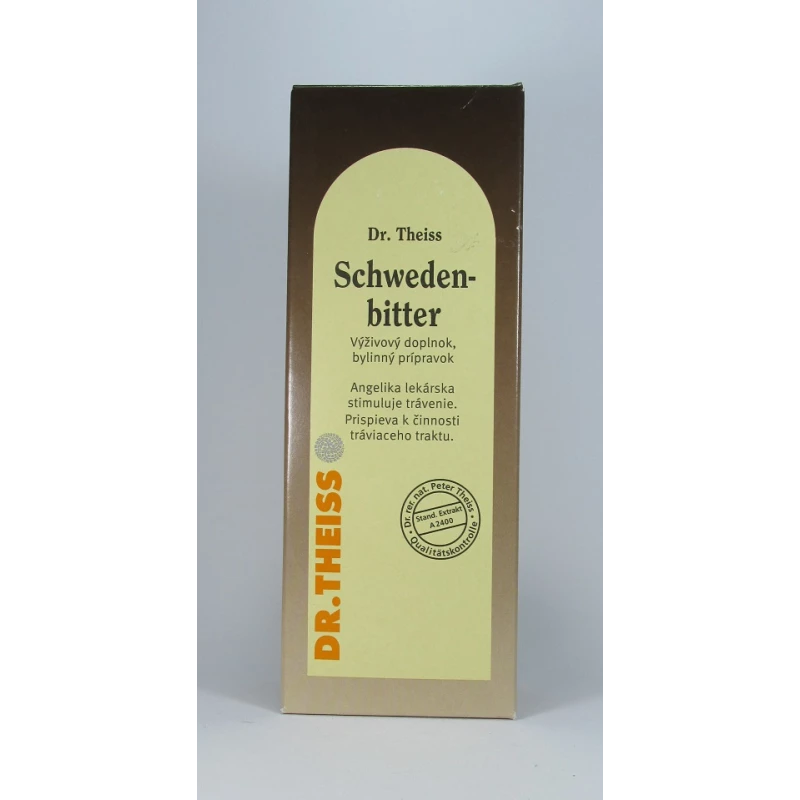 Dr. Theiss
Schweden-
bitter
Výživový doplnok,
bylinný prípravok
Angelika lekárska
stimuluje trávenie.
Prispieva k činnosti
tráviaceho traktu.
DR.THEISS
Dr. rer. nat. Peter Theiss
Stand. Extrakt
A 2400
Qualitätskontrolle